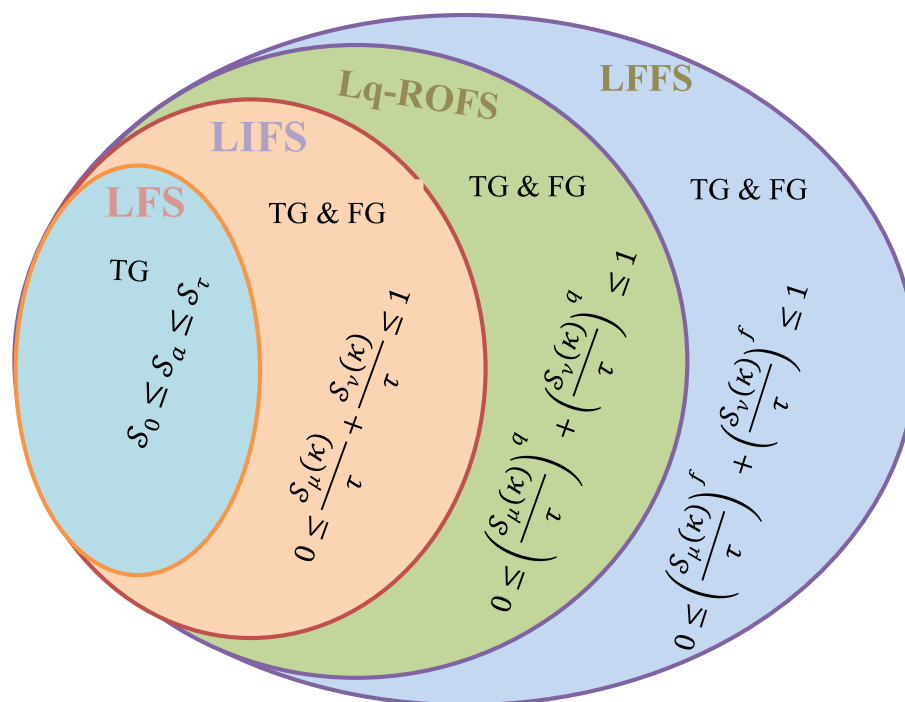 LFFS
Lq-ROFS
LIFS
LFS
TG
TG & FG
TG & FG
TG & FG
𝒮₀ ≤ 𝒮ₐ ≤ 𝒮_τ
0 ≤ 𝒮_μ(κ)/τ + 𝒮_ν(κ)/τ ≤ 1
0 ≤ (𝒮_μ(κ)/τ)^q + (𝒮_ν(κ)/τ)^q ≤ 1
0 ≤ (𝒮_μ(κ)/τ)^f + (𝒮_ν(κ)/τ)^f ≤ 1